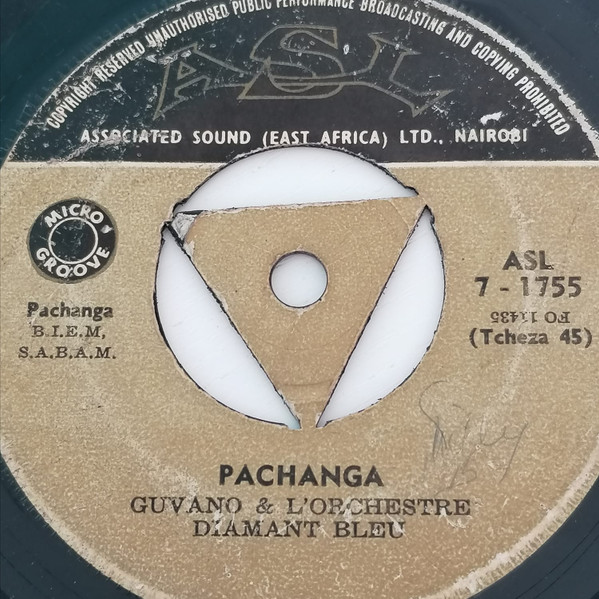 COPYRIGHT RESERVED UNAUTHORISED PUBLIC PERFORMANCE BROADCASTING AND COPYING PROHIBITED
ASL
ASSOCIATED SOUND (EAST AFRICA) LTD., NAIROBI
MICRO
GROOVE
Pachanga
B.I.E.M,
S.A.B.A.M.
ASL
7 - 1755
FO 11435
(Tcheza 45)
PACHANGA
GUVANO & L'ORCHESTRE
DIAMANT BLEU